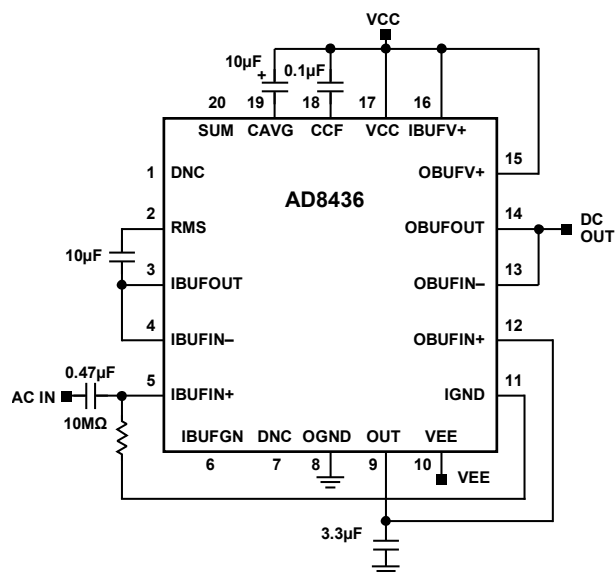 VCC
10µF
+
0.1µF
20 19 18 17 16
SUM CAVG CCF VCC IBUFV+
1 DNC
OBUFV+ 15
AD8436
2 RMS
OBUFOUT 14
DC
OUT
10µF
3 IBUFOUT
OBUFIN– 13
4 IBUFIN–
OBUFIN+ 12
0.47µF
AC IN
5 IBUFIN+
IGND 11
10MΩ
IBUFGN DNC OGND OUT VEE
6 7 8 9 10
VEE
3.3µF